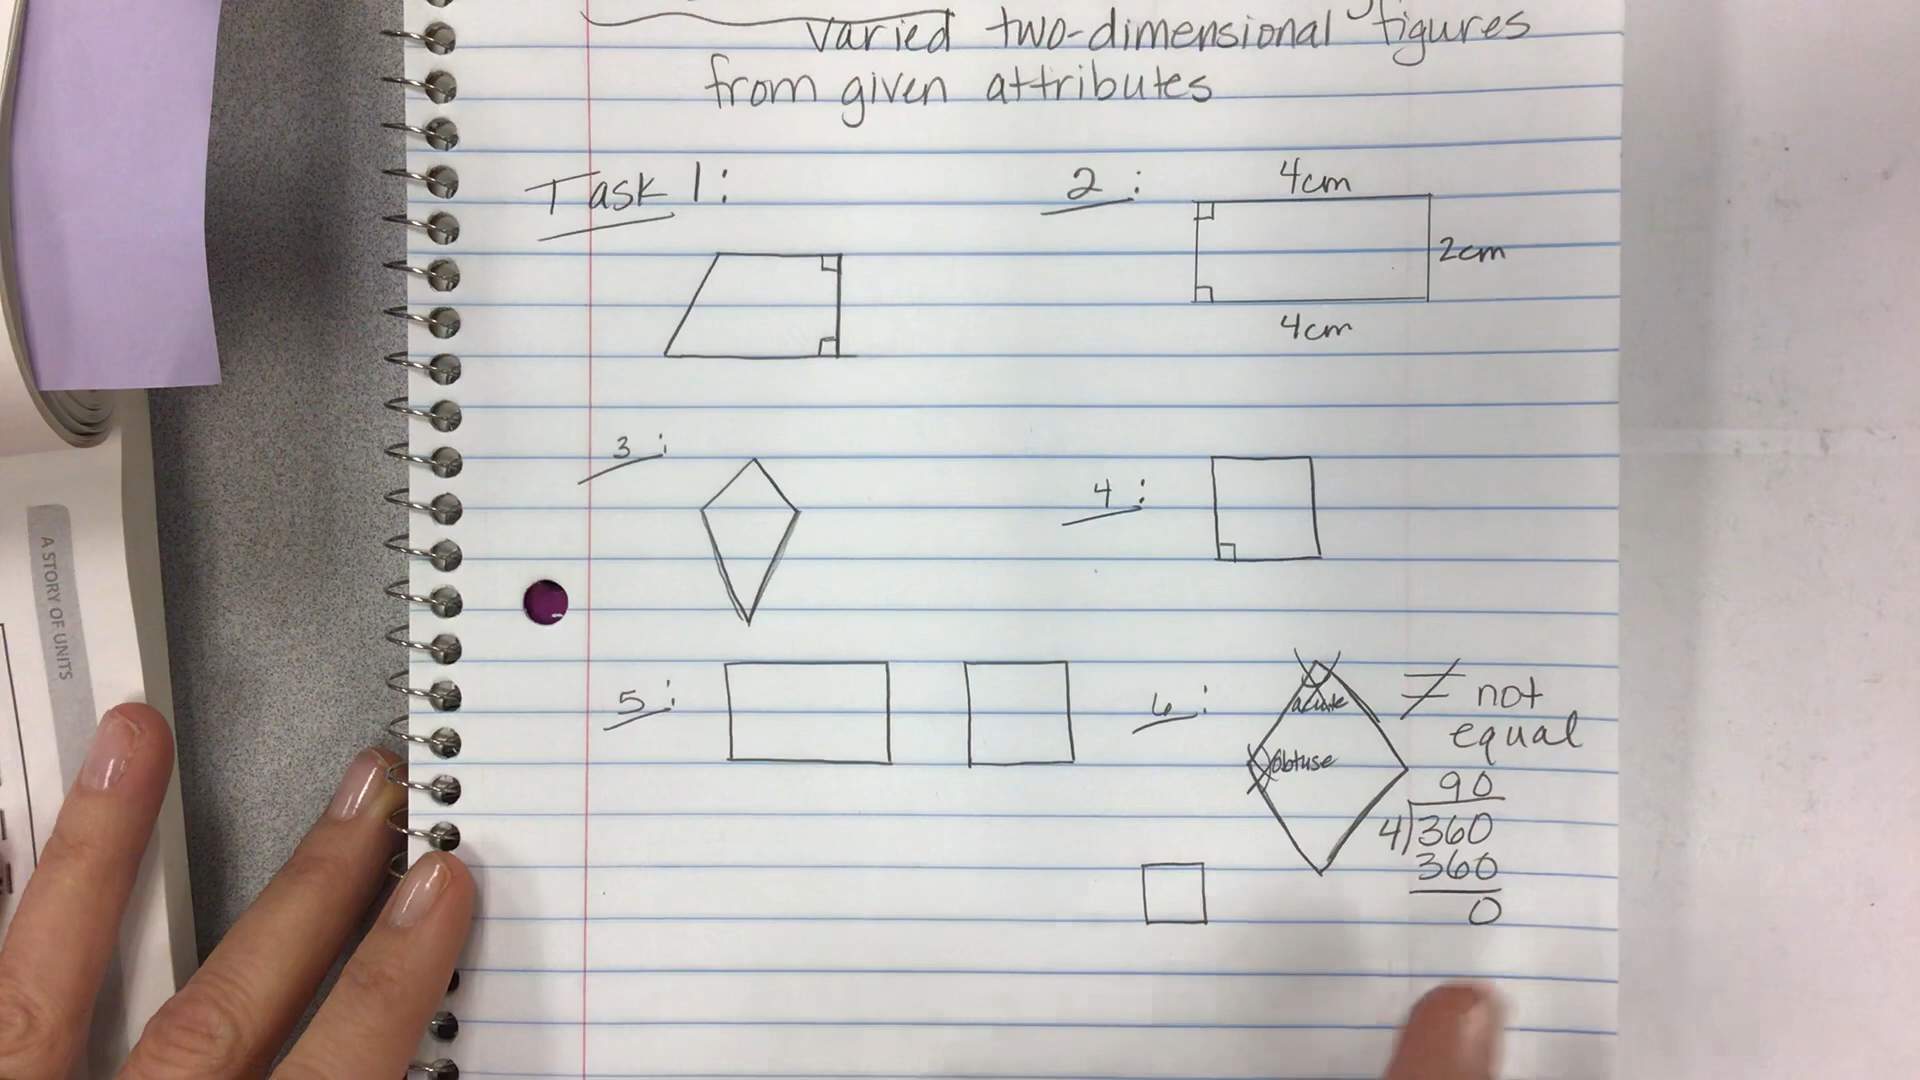 varied two-dimensional figures
from given attributes
Task 1:
2:
4cm
2cm
4cm
3:
4:
5:
6:
acute
obtuse
≠ not
equal
90
4)360
360
0
A STORY OF UNITS